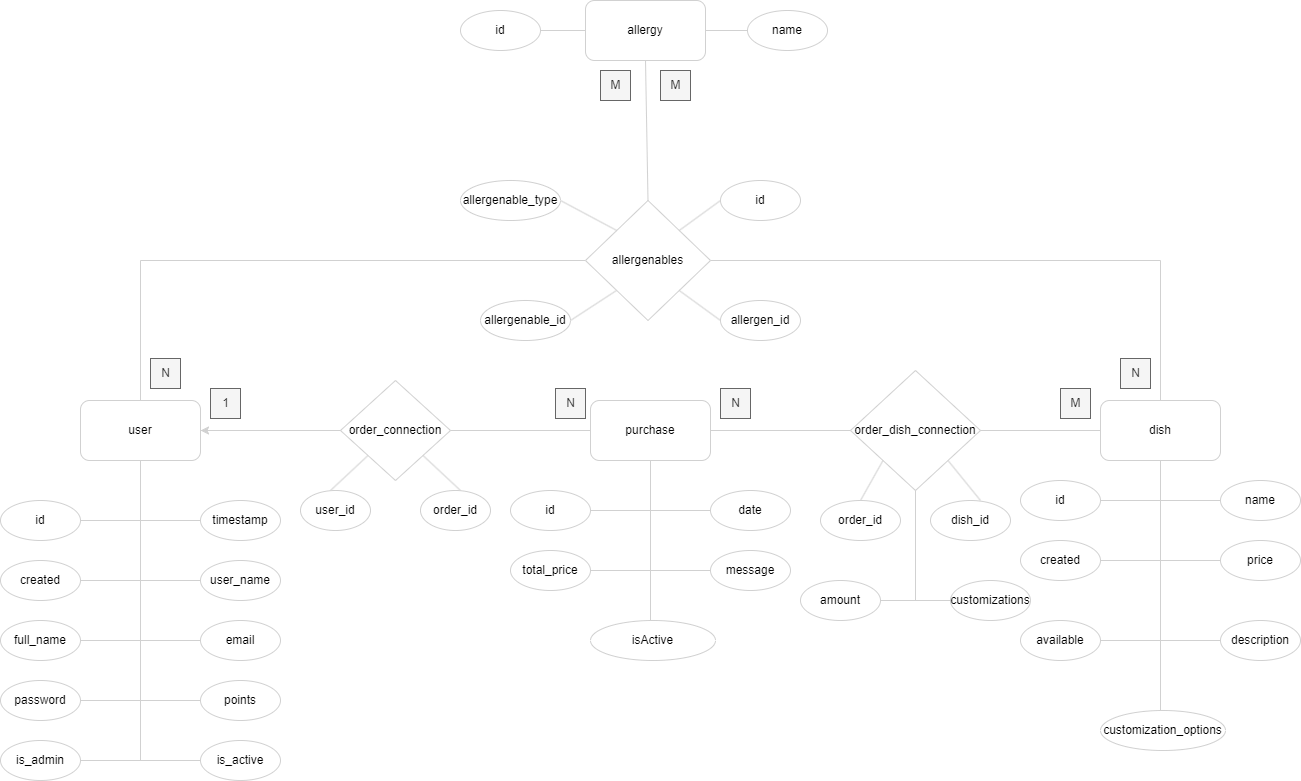 id
allergy
name
M
M
allergenable_type
id
allergenables
allergenable_id
allergen_id
N
N
1
N
N
M
user
order_connection
purchase
order_dish_connection
dish
user_id
order_id
id
timestamp
created
user_name
full_name
email
password
points
is_admin
is_active
id
date
total_price
message
isActive
order_id
dish_id
amount
customizations
id
name
created
price
available
description
customization_options